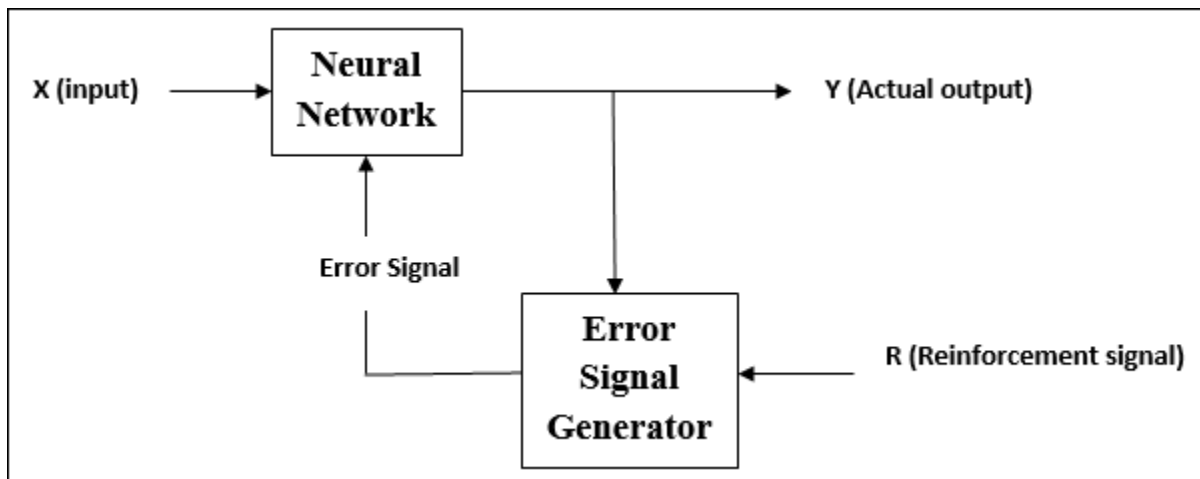 X (input)
Neural
Network
Y (Actual output)
Error Signal
Error
Signal
Generator
R (Reinforcement signal)